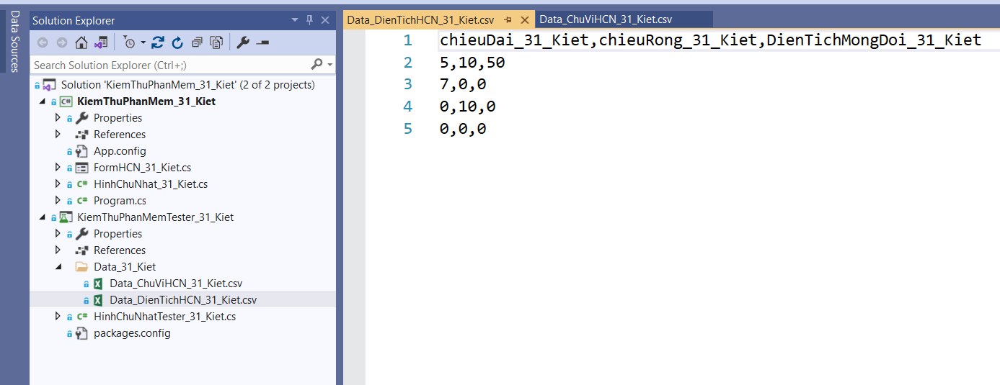 Data Sources
Solution Explorer
Search Solution Explorer (Ctrl+;)
Solution 'KiemThuPhanMem_31_Kiet' (2 of 2 projects)
C# KiemThuPhanMem_31_Kiet
Properties
References
App.config
FormHCN_31_Kiet.cs
C# HinhChuNhat_31_Kiet.cs
C# Program.cs
KiemThuPhanMemTester_31_Kiet
Properties
References
Data_31_Kiet
Data_ChuViHCN_31_Kiet.csv
Data_DienTichHCN_31_Kiet.csv
C# HinhChuNhatTester_31_Kiet.cs
packages.config
Data_DienTichHCN_31_Kiet.csv
Data_ChuViHCN_31_Kiet.csv
1 chieuDai_31_Kiet,chieuRong_31_Kiet,DienTichMongDoi_31_Kiet
2 5,10,50
3 7,0,0
4 0,10,0
5 0,0,0